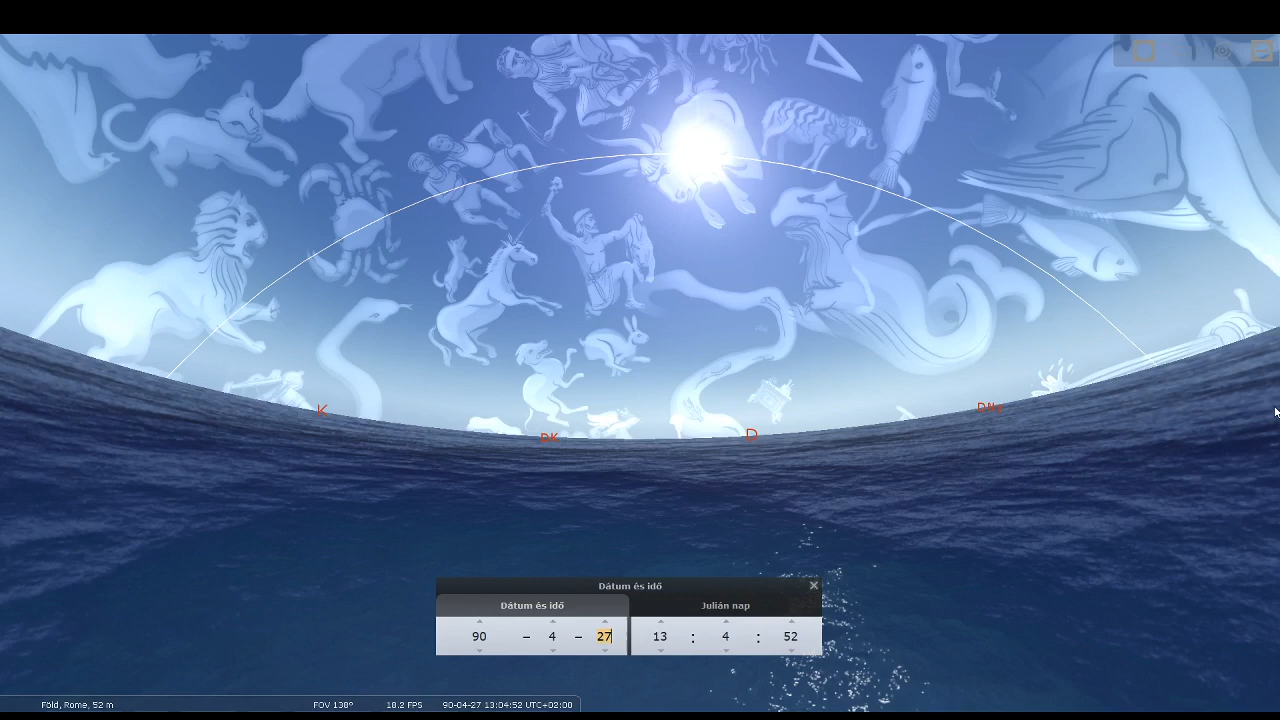 K
DK
D
DNy
Dátum és idő
Dátum és idő
Julián nap
90 - 4 - 27 13 : 4 : 52
Föld, Rome, 52 m FOV 138° 18.2 FPS 90-04-27 13:04:52 UTC+02:00